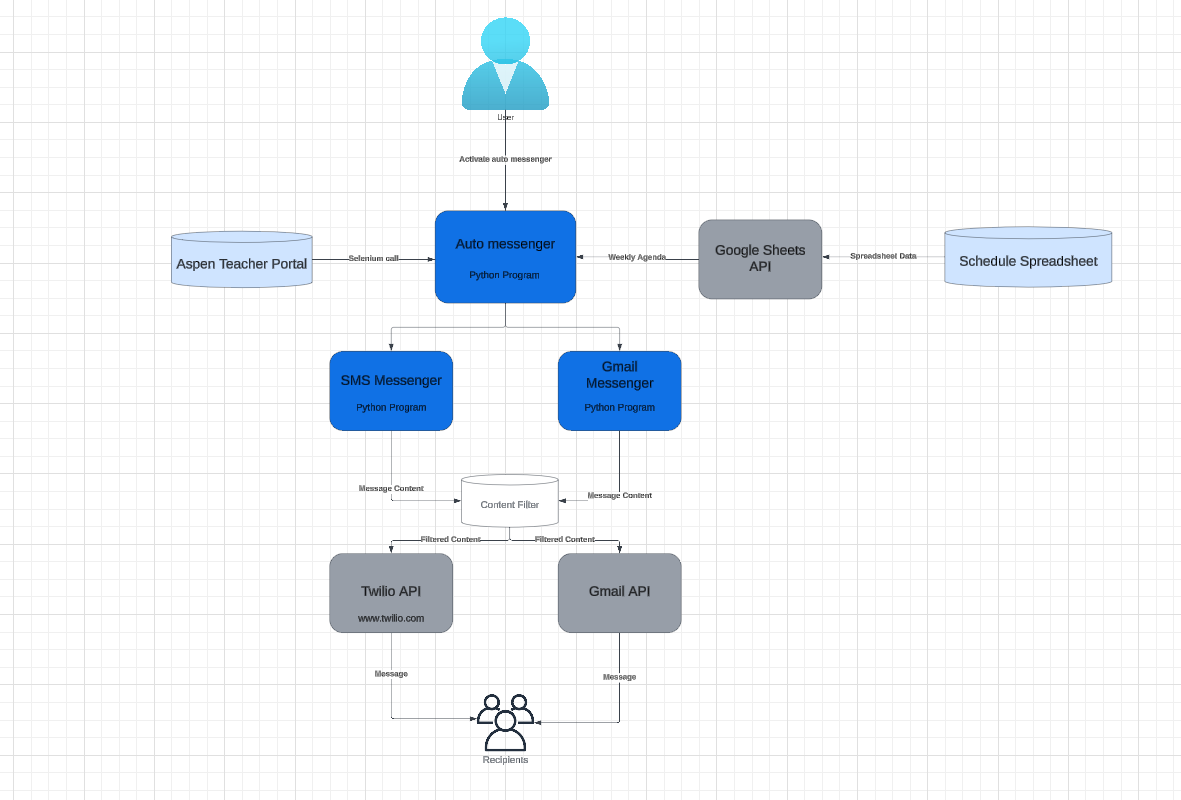 User
Activate auto messenger
Aspen Teacher Portal
Selenium call
Auto messenger
Python Program
Weekly Agenda
Google Sheets
API
Spreadsheet Data
Schedule Spreadsheet
SMS Messenger
Python Program
Gmail
Messenger
Python Program
Message Content
Content Filter
Message Content
Filtered Content
Filtered Content
Twilio API
www.twilio.com
Gmail API
Message
Message
Recipients